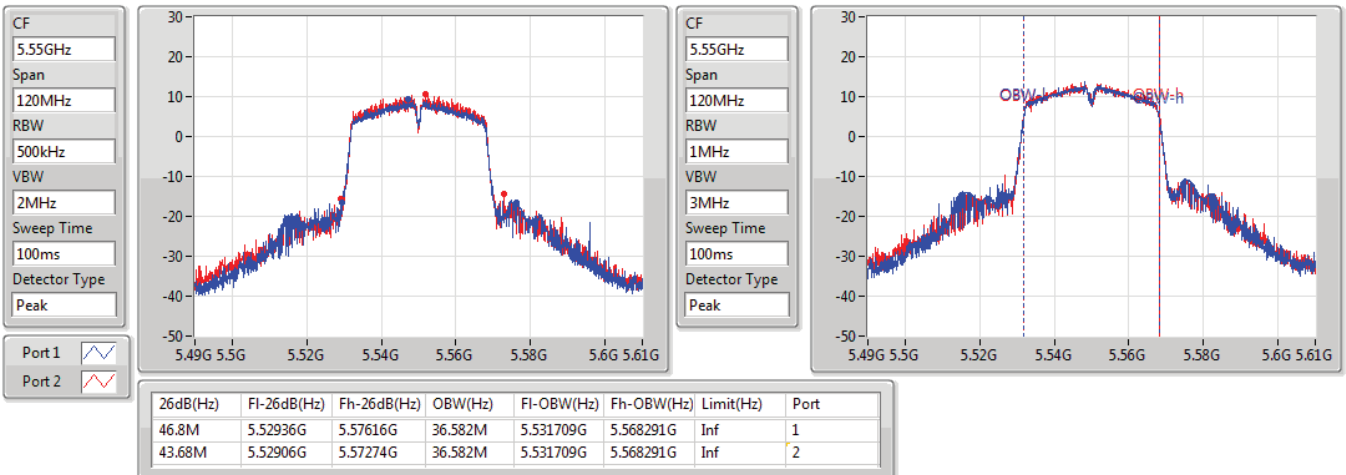 CF
5.55GHz
Span
120MHz
RBW
500kHz
VBW
2MHz
Sweep Time
100ms
Detector Type
Peak
Port 1
Port 2
30
20
10
0
-10
-20
-30
-40
-50
5.49G 5.5G 5.52G 5.54G 5.56G 5.58G 5.6G 5.61G
CF
5.55GHz
Span
120MHz
RBW
1MHz
VBW
3MHz
Sweep Time
100ms
Detector Type
Peak
30
20
10
0
-10
-20
-30
-40
-50
OBW-l OBW-h
5.49G 5.5G 5.52G 5.54G 5.56G 5.58G 5.6G 5.61G
26dB(Hz) Fl-26dB(Hz) Fh-26dB(Hz) OBW(Hz) Fl-OBW(Hz) Fh-OBW(Hz) Limit(Hz) Port
46.8M 5.52936G 5.57616G 36.582M 5.531709G 5.568291G Inf 1
43.68M 5.52906G 5.57274G 36.582M 5.531709G 5.568291G Inf 2